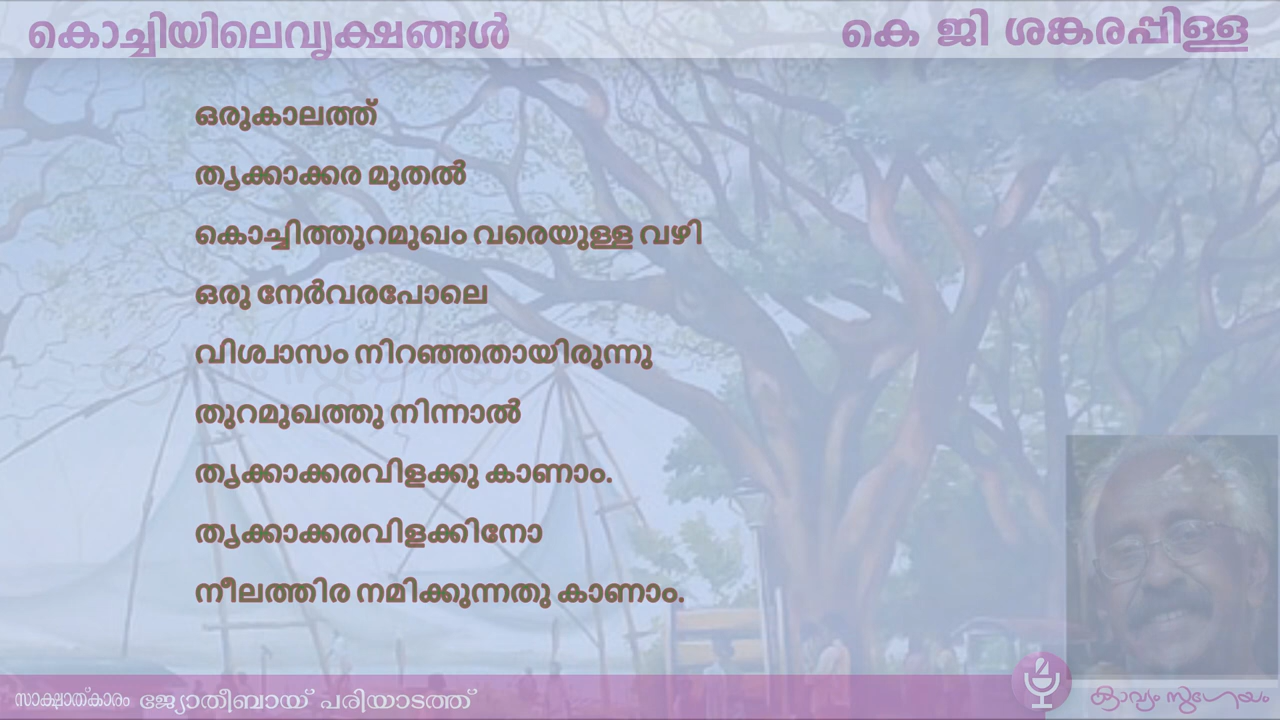 കൊച്ചിയിലെവൃക്ഷങ്ങൾ
കെ ജി ശങ്കരപ്പിള്ള
ഒരുകാലത്ത്
തൃക്കാക്കര മുതൽ
കൊച്ചിത്തുറമുഖം വരെയുള്ള വഴി
ഒരു നേർവരപോലെ
വിശ്വാസം നിറഞ്ഞതായിരുന്നു
തുറമുഖത്തു നിന്നാൽ
തൃക്കാക്കരവിളക്കു കാണാം.
തൃക്കാക്കരവിളക്കിനോ
നീലത്തിര നമിക്കുന്നതു കാണാം.
സാക്ഷാത്കാരം ജ്യോതീബായ് പരിയാടത്ത്
കാവ്യം സുഗേയം